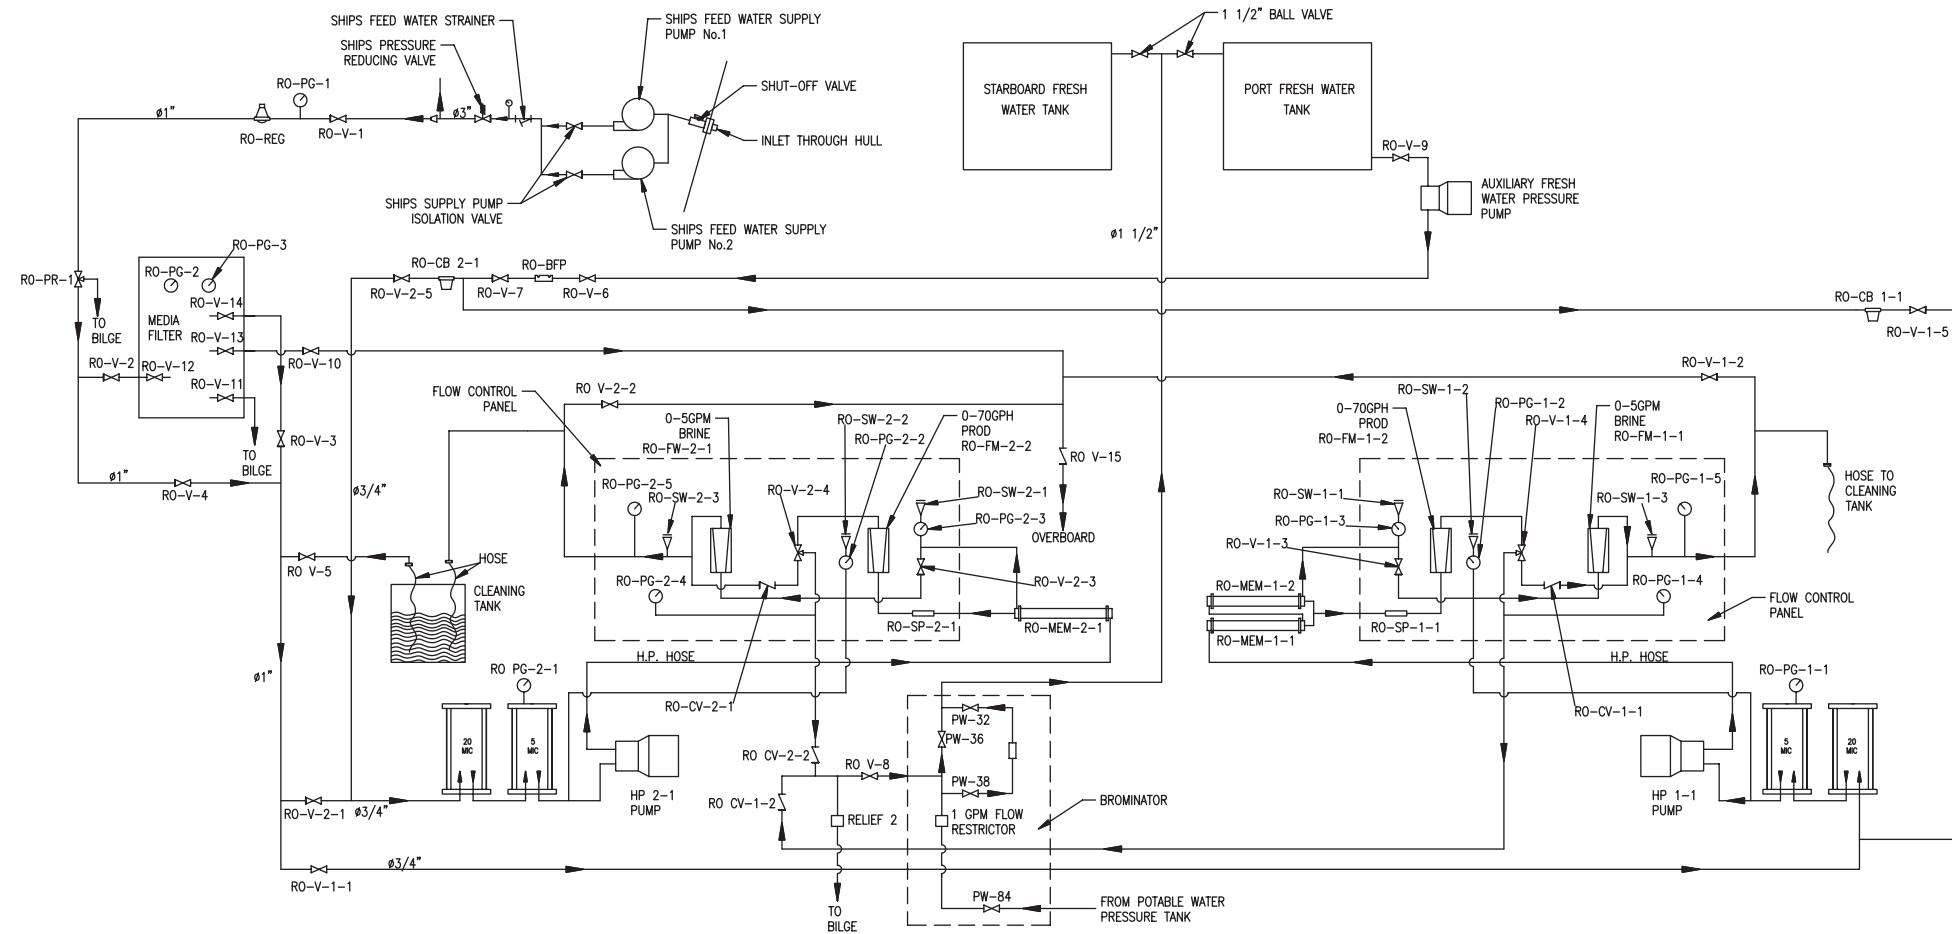 SHIPS FEED WATER STRAINER
SHIPS PRESSURE
REDUCING VALVE
SHIPS FEED WATER SUPPLY
PUMP No.1
SHUT-OFF VALVE
INLET THROUGH HULL
RO-PG-1
ø1"
ø3"
RO-REG
RO-V-1
SHIPS SUPPLY PUMP
ISOLATION VALVE
SHIPS FEED WATER SUPPLY
PUMP No.2
1 1/2" BALL VALVE
STARBOARD FRESH
WATER TANK
PORT FRESH WATER
TANK
RO-V-9
AUXILIARY FRESH
WATER PRESSURE
PUMP
ø1 1/2"
RO-PR-1
TO
BILGE
RO-PG-2
RO-PG-3
RO-V-14
MEDIA
FILTER
RO-V-13
RO-V-2
RO-V-12
RO-V-11
TO
BILGE
RO-V-10
RO-V-3
ø1"
RO-V-4
RO-CB 2-1
RO-BFP
RO-V-2-5
RO-V-7
RO-V-6
RO-CB 1-1
RO-V-1-5
RO-V-1-2
FLOW CONTROL
PANEL
RO V-2-2
0-5GPM
BRINE
RO-FW-2-1
RO-SW-2-2
RO-PG-2-2
0-70GPH
PROD
RO-FM-2-2
RO V-15
OVERBOARD
ø3/4"
RO-PG-2-5
RO-SW-2-3
RO-V-2-4
RO-SW-2-1
RO-PG-2-3
RO-V-2-3
RO-PG-2-4
RO-SP-2-1
RO-MEM-2-1
RO V-5
HOSE
CLEANING
TANK
H.P. HOSE
RO-CV-2-1
ø1"
RO PG-2-1
20
MIC
5
MIC
HP 2-1
PUMP
RO-V-2-1
ø3/4"
RO-V-1-1
ø3/4"
RO CV-2-2
RO CV-1-2
RO V-8
RELIEF 2
TO
BILGE
PW-32
PW-36
PW-38
1 GPM FLOW
RESTRICTOR
BROMINATOR
PW-84
FROM POTABLE WATER
PRESSURE TANK
0-70GPH
PROD
RO-FM-1-2
RO-SW-1-2
RO-PG-1-2
RO-V-1-4
0-5GPM
BRINE
RO-FM-1-1
RO-SW-1-1
RO-PG-1-3
RO-V-1-3
RO-PG-1-5
RO-SW-1-3
RO-PG-1-4
RO-MEM-1-2
RO-MEM-1-1
RO-SP-1-1
HOSE TO
CLEANING
TANK
FLOW CONTROL
PANEL
H.P. HOSE
RO-CV-1-1
RO-PG-1-1
5
MIC
20
MIC
HP 1-1
PUMP